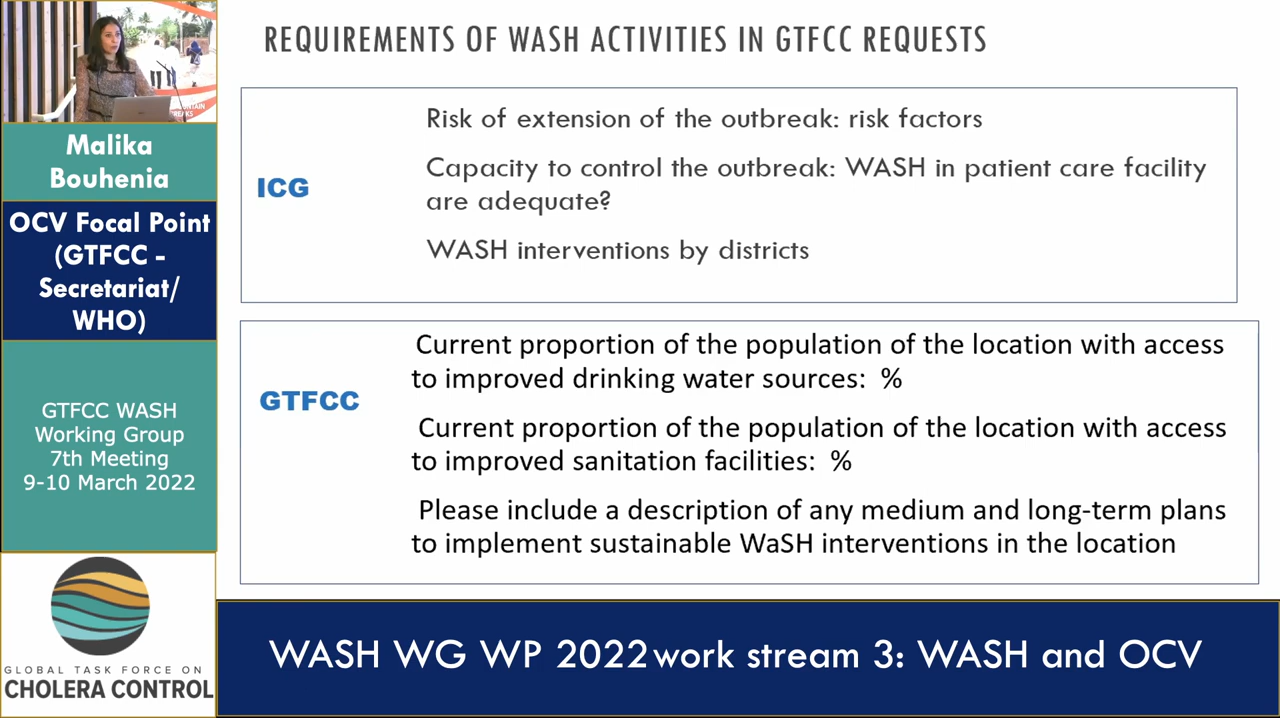 REQUIREMENTS OF WASH ACTIVITIES IN GTFCC REQUESTS
Malika
Bouhenia
OCV Focal Point
(GTFCC -
Secretariat/
WHO)
GTFCC WASH
Working Group
7th Meeting
9-10 March 2022
GLOBAL TASK FORCE ON
CHOLERA CONTROL
ICG
Risk of extension of the outbreak: risk factors
Capacity to control the outbreak: WASH in patient care facility
are adequate?
WASH interventions by districts
GTFCC
Current proportion of the population of the location with access
to improved drinking water sources: %
Current proportion of the population of the location with access
to improved sanitation facilities: %
Please include a description of any medium and long-term plans
to implement sustainable WaSH interventions in the location
WASH WG WP 2022 work stream 3: WASH and OCV